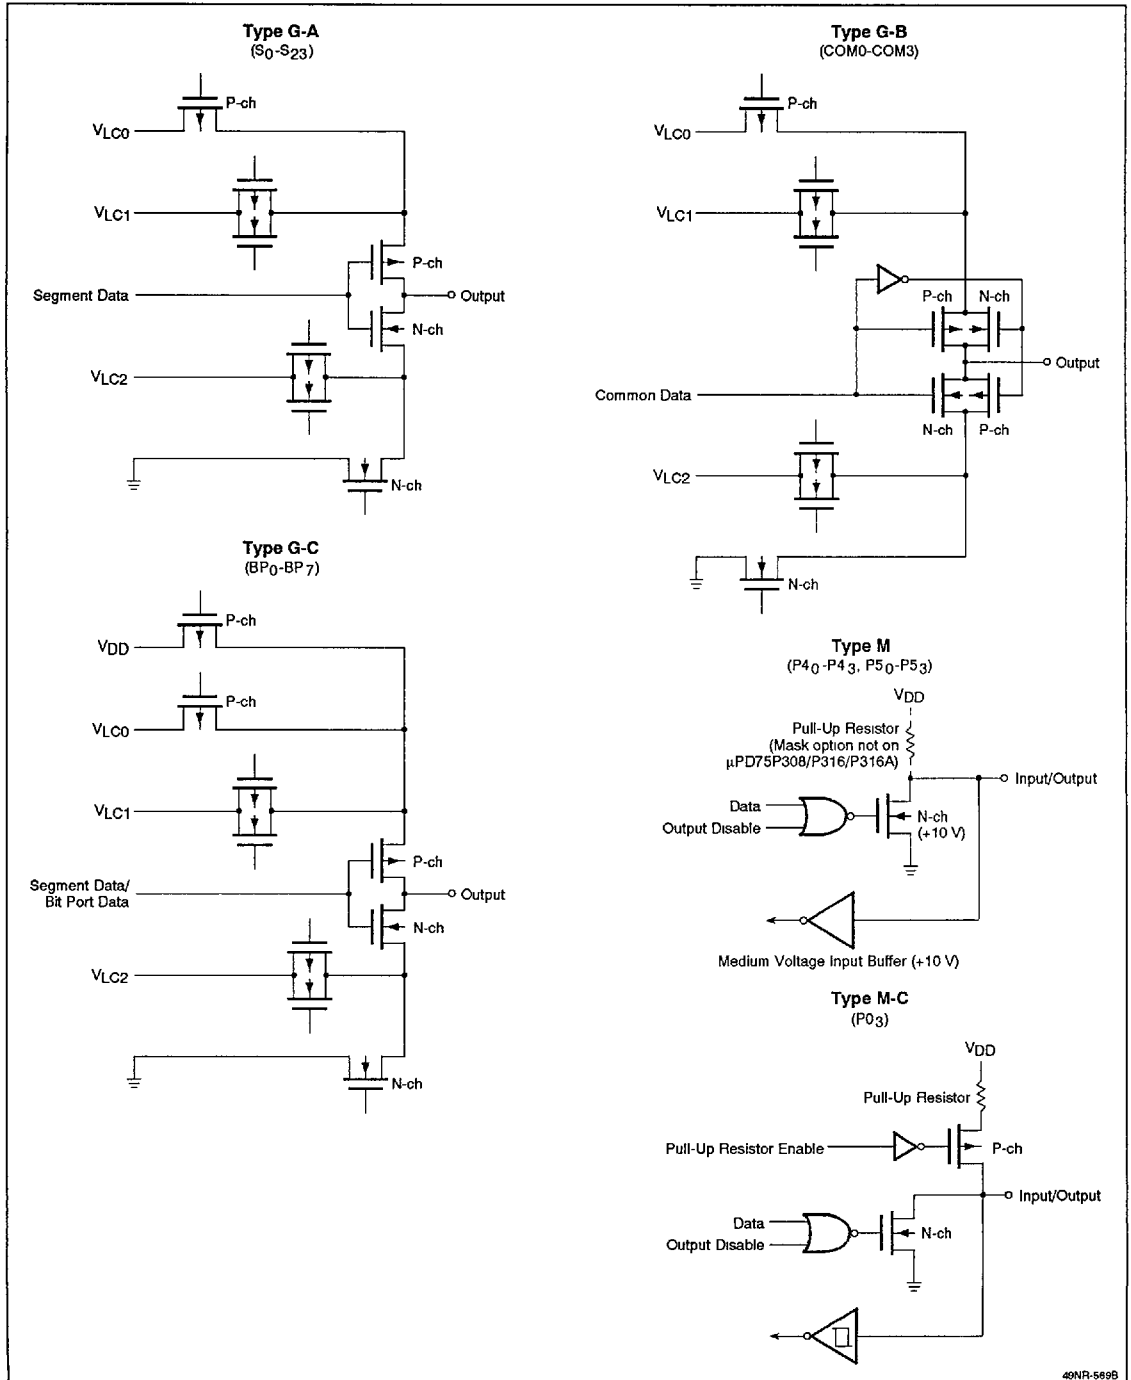 Type G-A
(S0-S23)
P-ch
VLC0
VLC1
P-ch
Segment Data
Output
N-ch
VLC2
N-ch
Type G-B
(COM0-COM3)
P-ch
VLC0
VLC1
P-ch N-ch
Output
Common Data
N-ch P-ch
VLC2
N-ch
Type G-C
(BP0-BP7)
P-ch
VDD
P-ch
VLC0
VLC1
P-ch
Segment Data/
Bit Port Data
Output
N-ch
VLC2
N-ch
Type M
(P40-P43, P50-P53)
VDD
Pull-Up Resistor
(Mask option not on
μPD75P308/P316/P316A)
Input/Output
Data
Output Disable
N-ch
(+10 V)
Medium Voltage Input Buffer (+10 V)
Type M-C
(P03)
VDD
Pull-Up Resistor
Pull-Up Resistor Enable
P-ch
Input/Output
Data
Output Disable
N-ch
49NR-569B